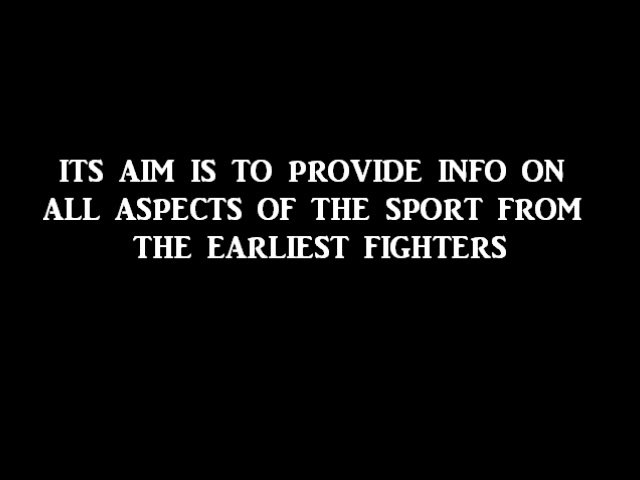 ITS AIM IS TO PROVIDE INFO ON
ALL ASPECTS OF THE SPORT FROM
THE EARLIEST FIGHTERS